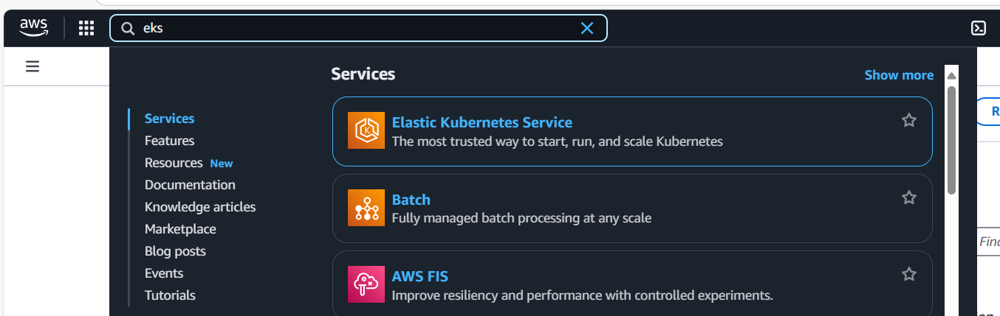 aws
eks
Services
Show more
Services
Features
Resources New
Documentation
Knowledge articles
Marketplace
Blog posts
Events
Tutorials
Elastic Kubernetes Service
The most trusted way to start, run, and scale Kubernetes
Batch
Fully managed batch processing at any scale
AWS FIS
Improve resiliency and performance with controlled experiments.
R